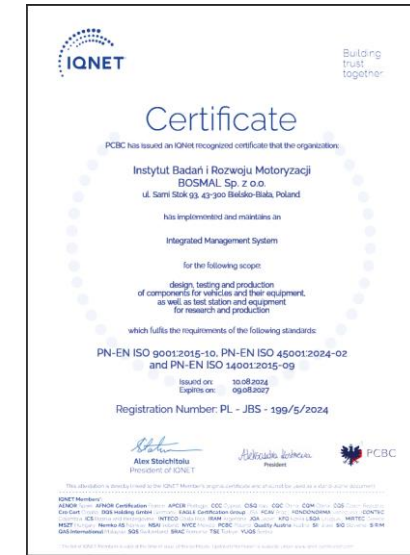 IQNET
Building
trust
together.
Certificate
PCBC has issued an IQNet recognized certificate that the organization:
Instytut Badań i Rozwoju Motoryzacji
BOSMAL Sp. z o.o.
ul. Sarni Stok 93, 43-300 Bielsko-Biała, Poland
has implemented and maintains an
Integrated Management System
for the following scope:
design, testing and production
of components for vehicles and their equipment,
as well as test station and equipment
for research and production
which fulfils the requirements of the following standards:
PN-EN ISO 9001:2015-10, PN-EN ISO 45001:2024-02
and PN-EN ISO 14001:2015-09
Issued on: 10.08.2024
Expires on: 09.08.2027
Registration Number: PL - JBS - 199/5/2024
Alex Stoichitoiu
President of IQNET
President
PCBC
IQNET Members: